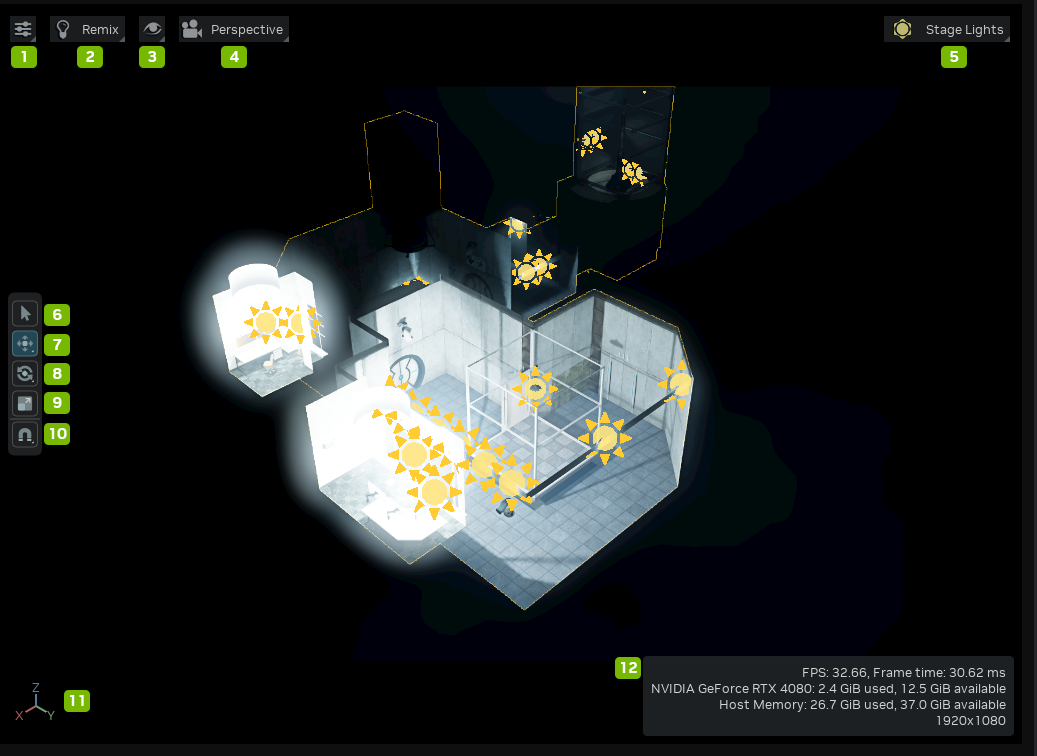 Remix
Perspective
Stage Lights
1
2
3
4
5
6
7
8
9
10
11
12
Z
X
Y
FPS: 32.66, Frame time: 30.62 ms
NVIDIA GeForce RTX 4080: 2.4 GiB used, 12.5 GiB available
Host Memory: 26.7 GiB used, 37.0 GiB available
1920x1080